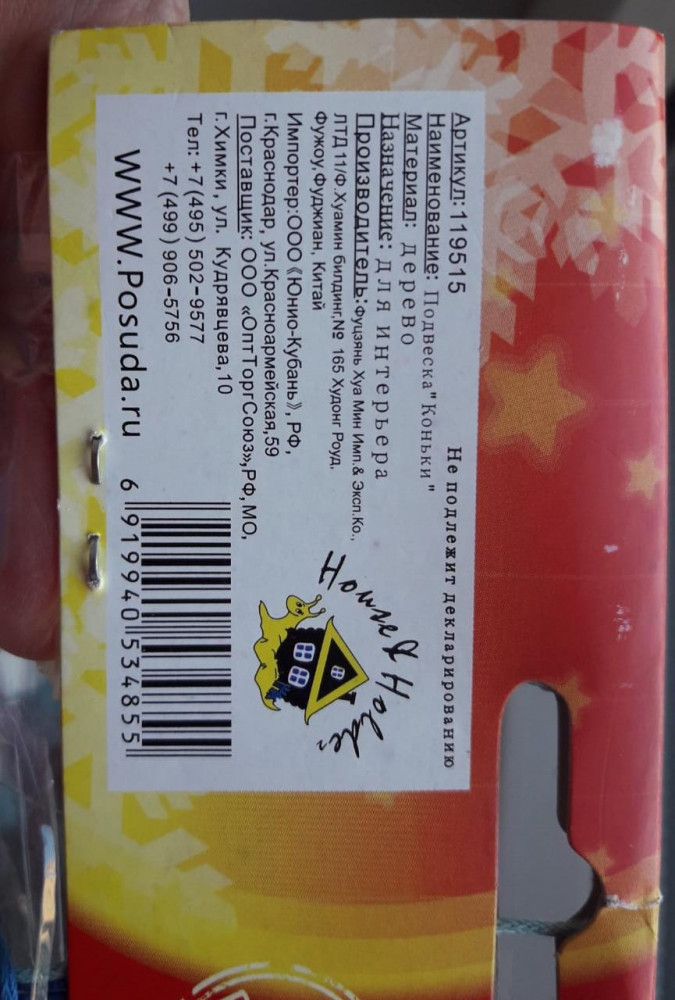 Артикул:119515
Не подлежит декларированию
Наименование: Подвеска"Коньки"
Материал: дерево
Назначение: для интерьера
Производитель:Фуцзянь Хуа Мин Имп.& Эксп.Ко.,
ЛТД 11/Ф.Хуамин билдинг,№ 165 Худонг Роуд,
Фужоу,Фуджиан, Китай
Импортер:ООО《Юнио-Кубань》, РФ,
г.Краснодар, ул.Красноармейская,59
Поставщик: ООО «ОптТоргСоюз»,РФ,МО,
г.Химки, ул. Кудрявцева,10
Тел: +7 (495) 502-9577
+7 (499) 906-5756
www.Posuda.ru
House & Holder
6 919940 534855